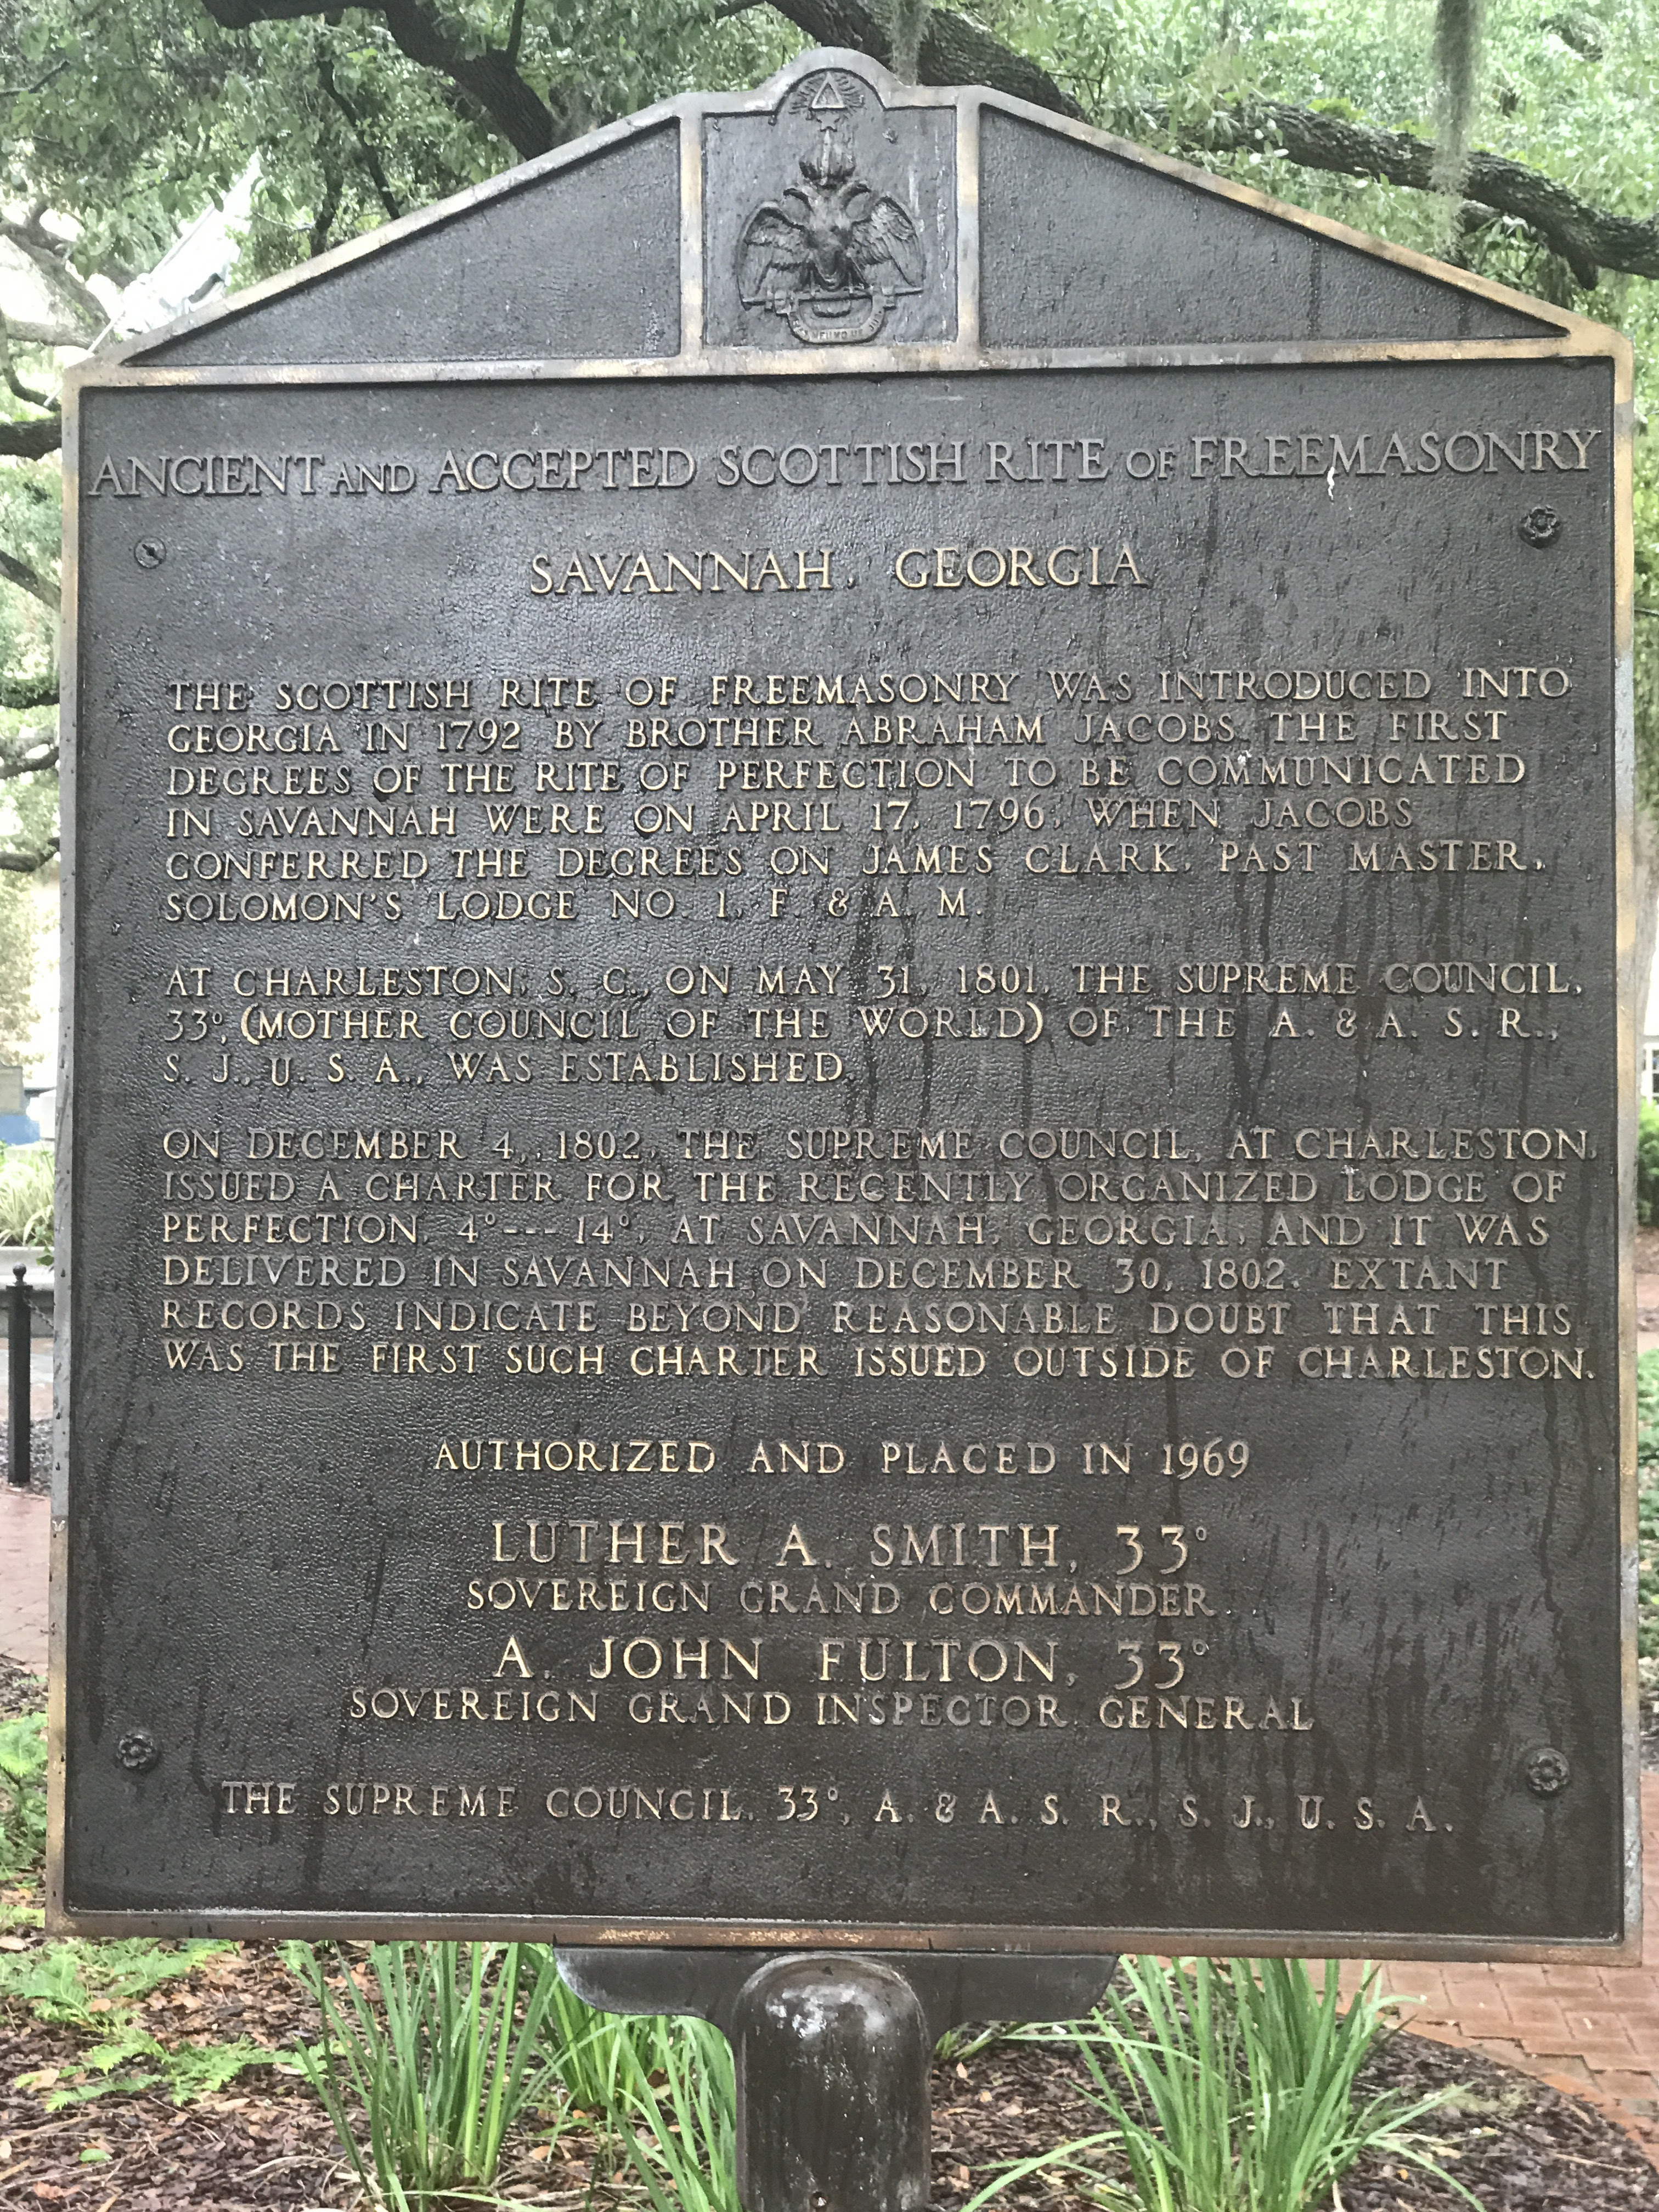 ANCIENT AND ACCEPTED SCOTTISH RITE OF FREEMASONRY
SAVANNAH, GEORGIA
THE SCOTTISH RITE OF FREEMASONRY WAS INTRODUCED INTO
GEORGIA IN 1792 BY BROTHER ABRAHAM JACOBS. THE FIRST
DEGREES OF THE RITE OF PERFECTION TO BE COMMUNICATED
IN SAVANNAH WERE ON APRIL 17, 1796, WHEN JACOBS
CONFERRED THE DEGREES ON JAMES CLARK, PAST MASTER,
SOLOMON'S LODGE NO. 1, F. & A. M.
AT CHARLESTON, S. C., ON MAY 31, 1801, THE SUPREME COUNCIL,
33°, (MOTHER COUNCIL OF THE WORLD) OF THE A. & A. S. R.,
S. J., U. S. A., WAS ESTABLISHED.
ON DECEMBER 4, 1802, THE SUPREME COUNCIL, AT CHARLESTON,
ISSUED A CHARTER FOR THE RECENTLY ORGANIZED LODGE OF
PERFECTION, 4°---14°, AT SAVANNAH, GEORGIA, AND IT WAS
DELIVERED IN SAVANNAH ON DECEMBER 30, 1802. EXTANT
RECORDS INDICATE BEYOND REASONABLE DOUBT THAT THIS
WAS THE FIRST SUCH CHARTER ISSUED OUTSIDE OF CHARLESTON.
AUTHORIZED AND PLACED IN 1969
LUTHER A. SMITH, 33°
SOVEREIGN GRAND COMMANDER
A. JOHN FULTON, 33°
SOVEREIGN GRAND INSPECTOR GENERAL
THE SUPREME COUNCIL, 33°, A. & A. S. R., S. J., U. S. A.